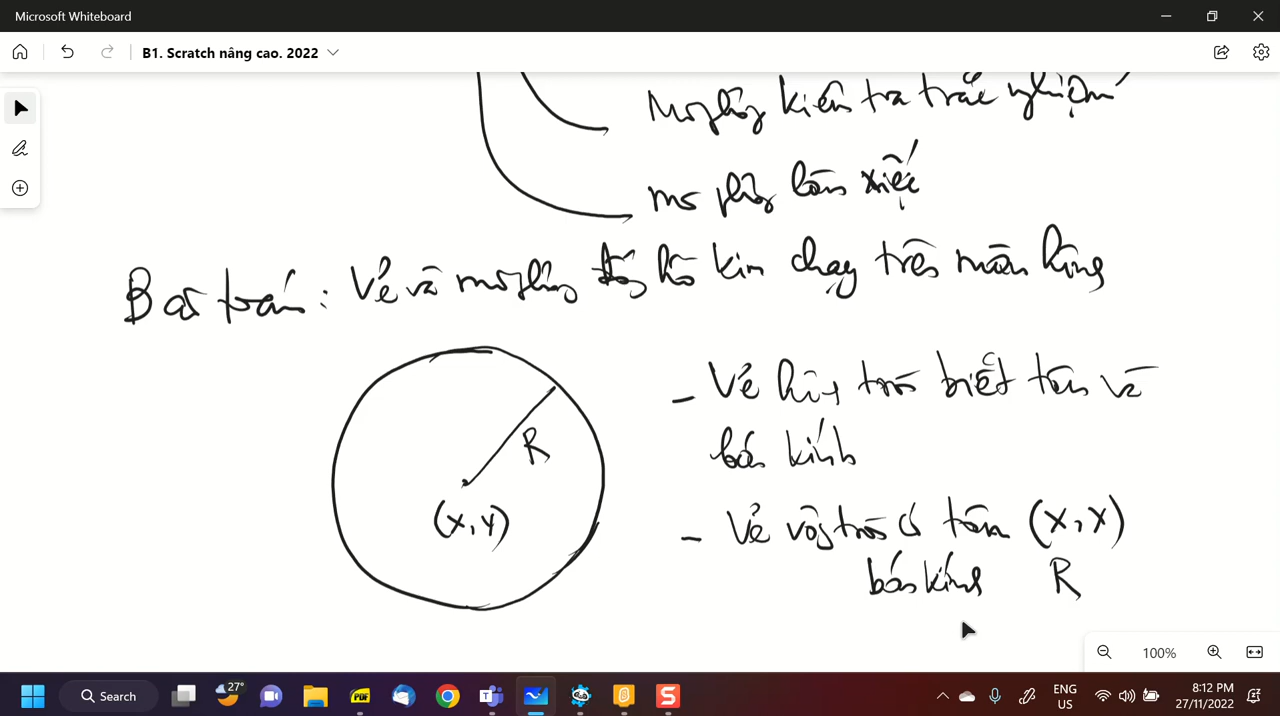 Microsoft Whiteboard
B1. Scratch nâng cao. 2022
Mô phỏng kiểm tra trắc nghiệm
mô phỏng bắn xiếc
Bài toán: Vẽ và mô phỏng đồng hồ kim chạy trên màn hình
R
(X,Y)
- Vẽ hình tròn biết tâm và
bán kính
- Vẽ vòng tròn có tâm (X,X)
bán kính R
100%
Search
27°
PDF
ENG
US
8:12 PM
27/11/2022